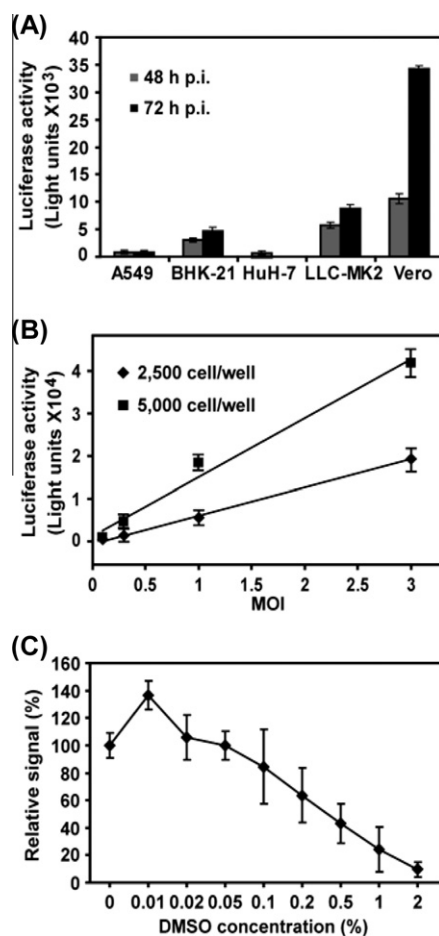 (A)
Luciferase activity
(Light units X10³)
40
35
30
25
20
15
10
5
0
48 h p.i.
72 h p.i.
A549 BHK-21 HuH-7 LLC-MK2 Vero
(B)
Luciferase activity
(Light units X10⁴)
4
2
0
2,500 cell/well
5,000 cell/well
0.5 1 1.5 2 2.5 3
MOI
(C)
Relative signal (%)
160
140
120
100
80
60
40
20
0
0 0.01 0.02 0.05 0.1 0.2 0.5 1 2
DMSO concentration (%)